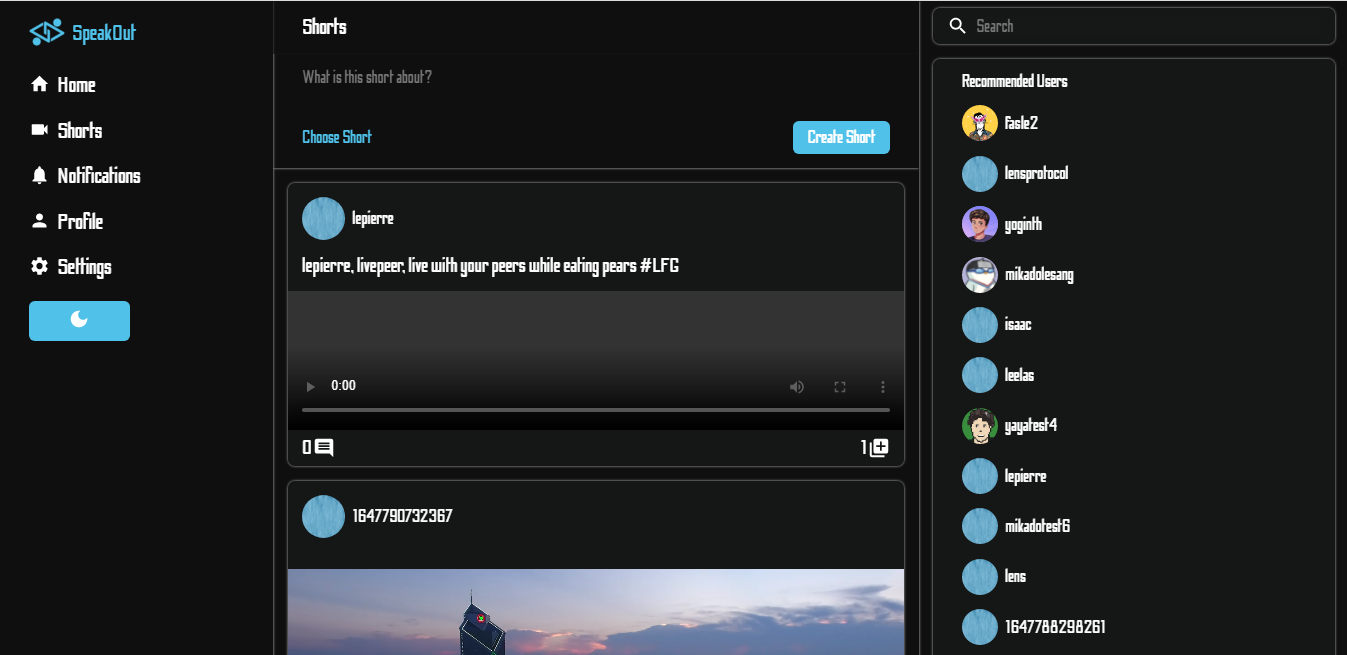 SpeakOut
Home
Shorts
Notifications
Profile
Settings
Shorts
What is this short about?
Choose Short
Create Short
lepierre
lepierre, livepeer, live with your peers while eating pears #LFG
0:00
0
1
1647790732367
Search
Recommended Users
fasle2
lensprotocol
yoginth
mikadolesang
isaac
leelas
yayatest4
lepierre
mikadotest6
lens
1647788298261